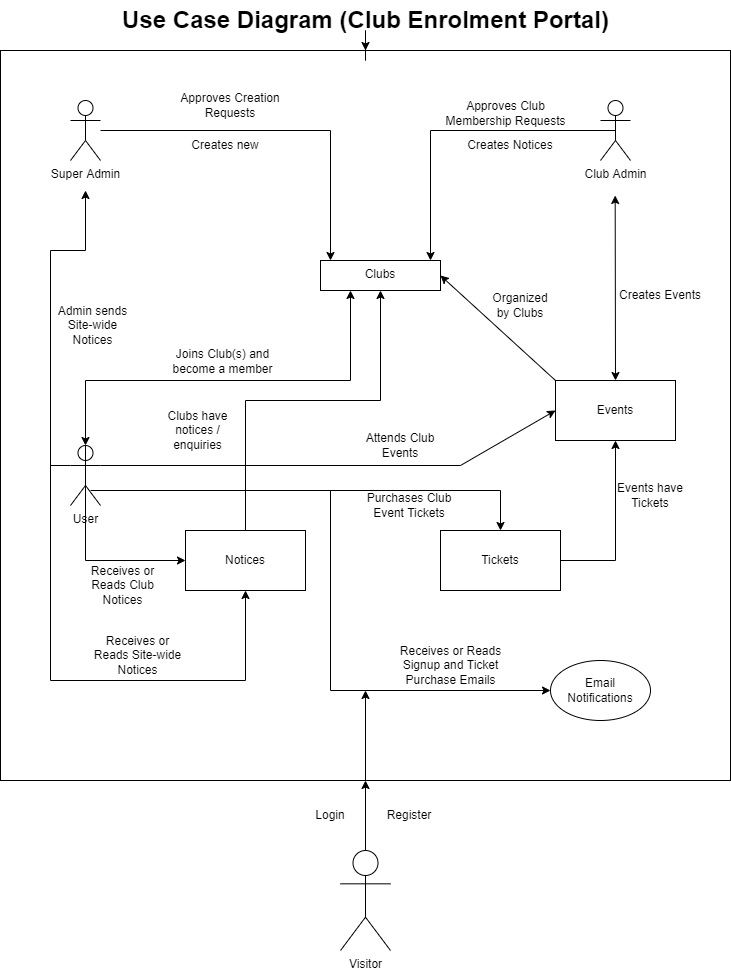 Use Case Diagram (Club Enrolment Portal)
Approves Creation
Requests
Creates new
Approves Club
Membership Requests
Creates Notices
Super Admin
Club Admin
Clubs
Organized
by Clubs
Creates Events
Admin sends
Site-wide
Notices
Joins Club(s) and
become a member
Clubs have
notices /
enquiries
Attends Club
Events
Events
User
Purchases Club
Event Tickets
Events have
Tickets
Notices
Tickets
Receives or
Reads Club
Notices
Receives or
Reads Site-wide
Notices
Receives or Reads
Signup and Ticket
Purchase Emails
Email
Notifications
Login
Register
Visitor